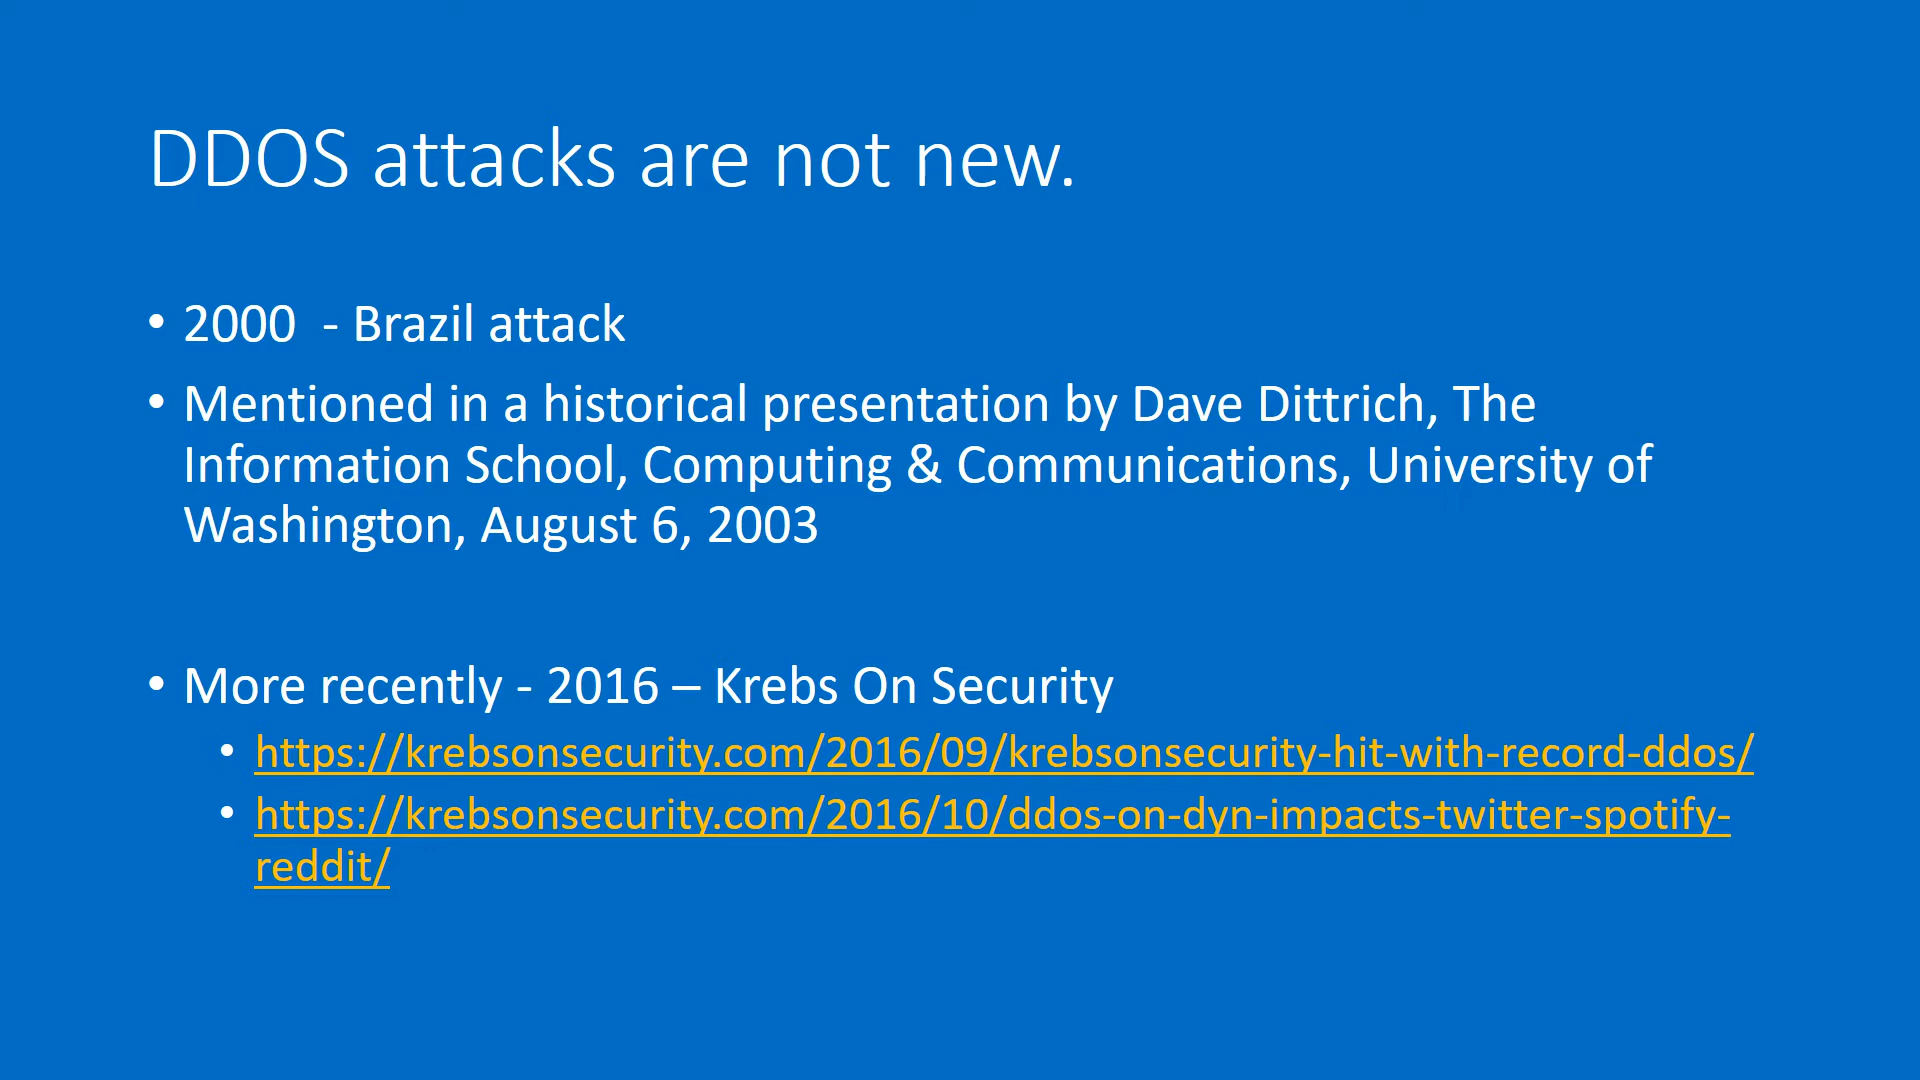 DDOS attacks are not new.
• 2000  - Brazil attack
• Mentioned in a historical presentation by Dave Dittrich, The
Information School, Computing & Communications, University of
Washington, August 6, 2003
• More recently - 2016 – Krebs On Security
• https://krebsonsecurity.com/2016/09/krebsonsecurity-hit-with-record-ddos/
• https://krebsonsecurity.com/2016/10/ddos-on-dyn-impacts-twitter-spotify-
reddit/